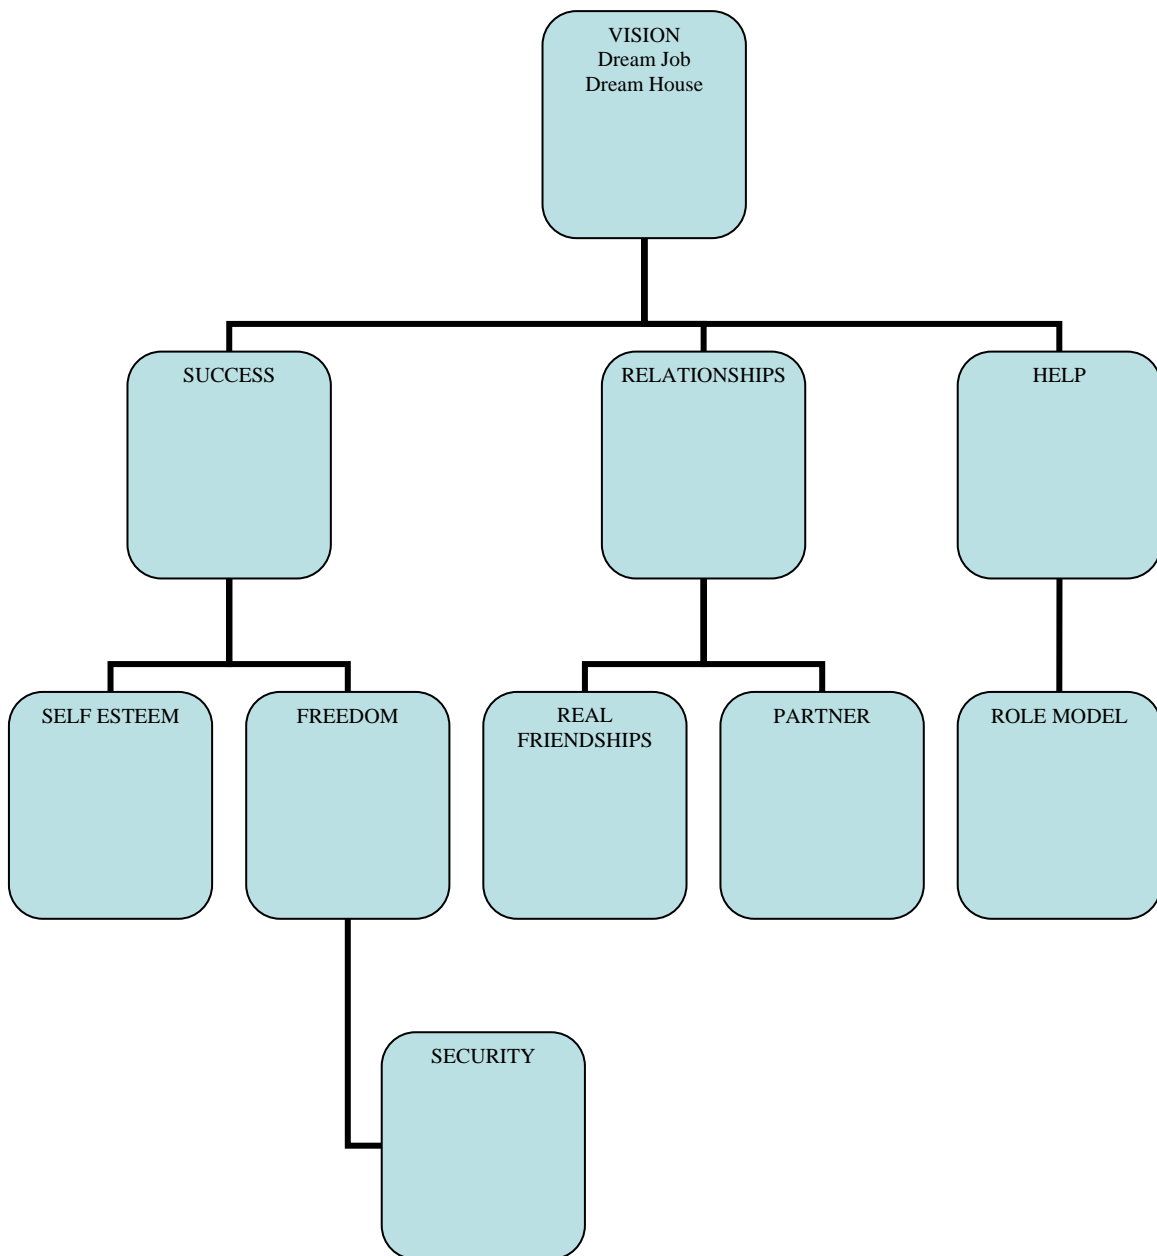 VISION
Dream Job
Dream House
SUCCESS
RELATIONSHIPS
HELP
SELF ESTEEM
FREEDOM
REAL
FRIENDSHIPS
PARTNER
ROLE MODEL
SECURITY